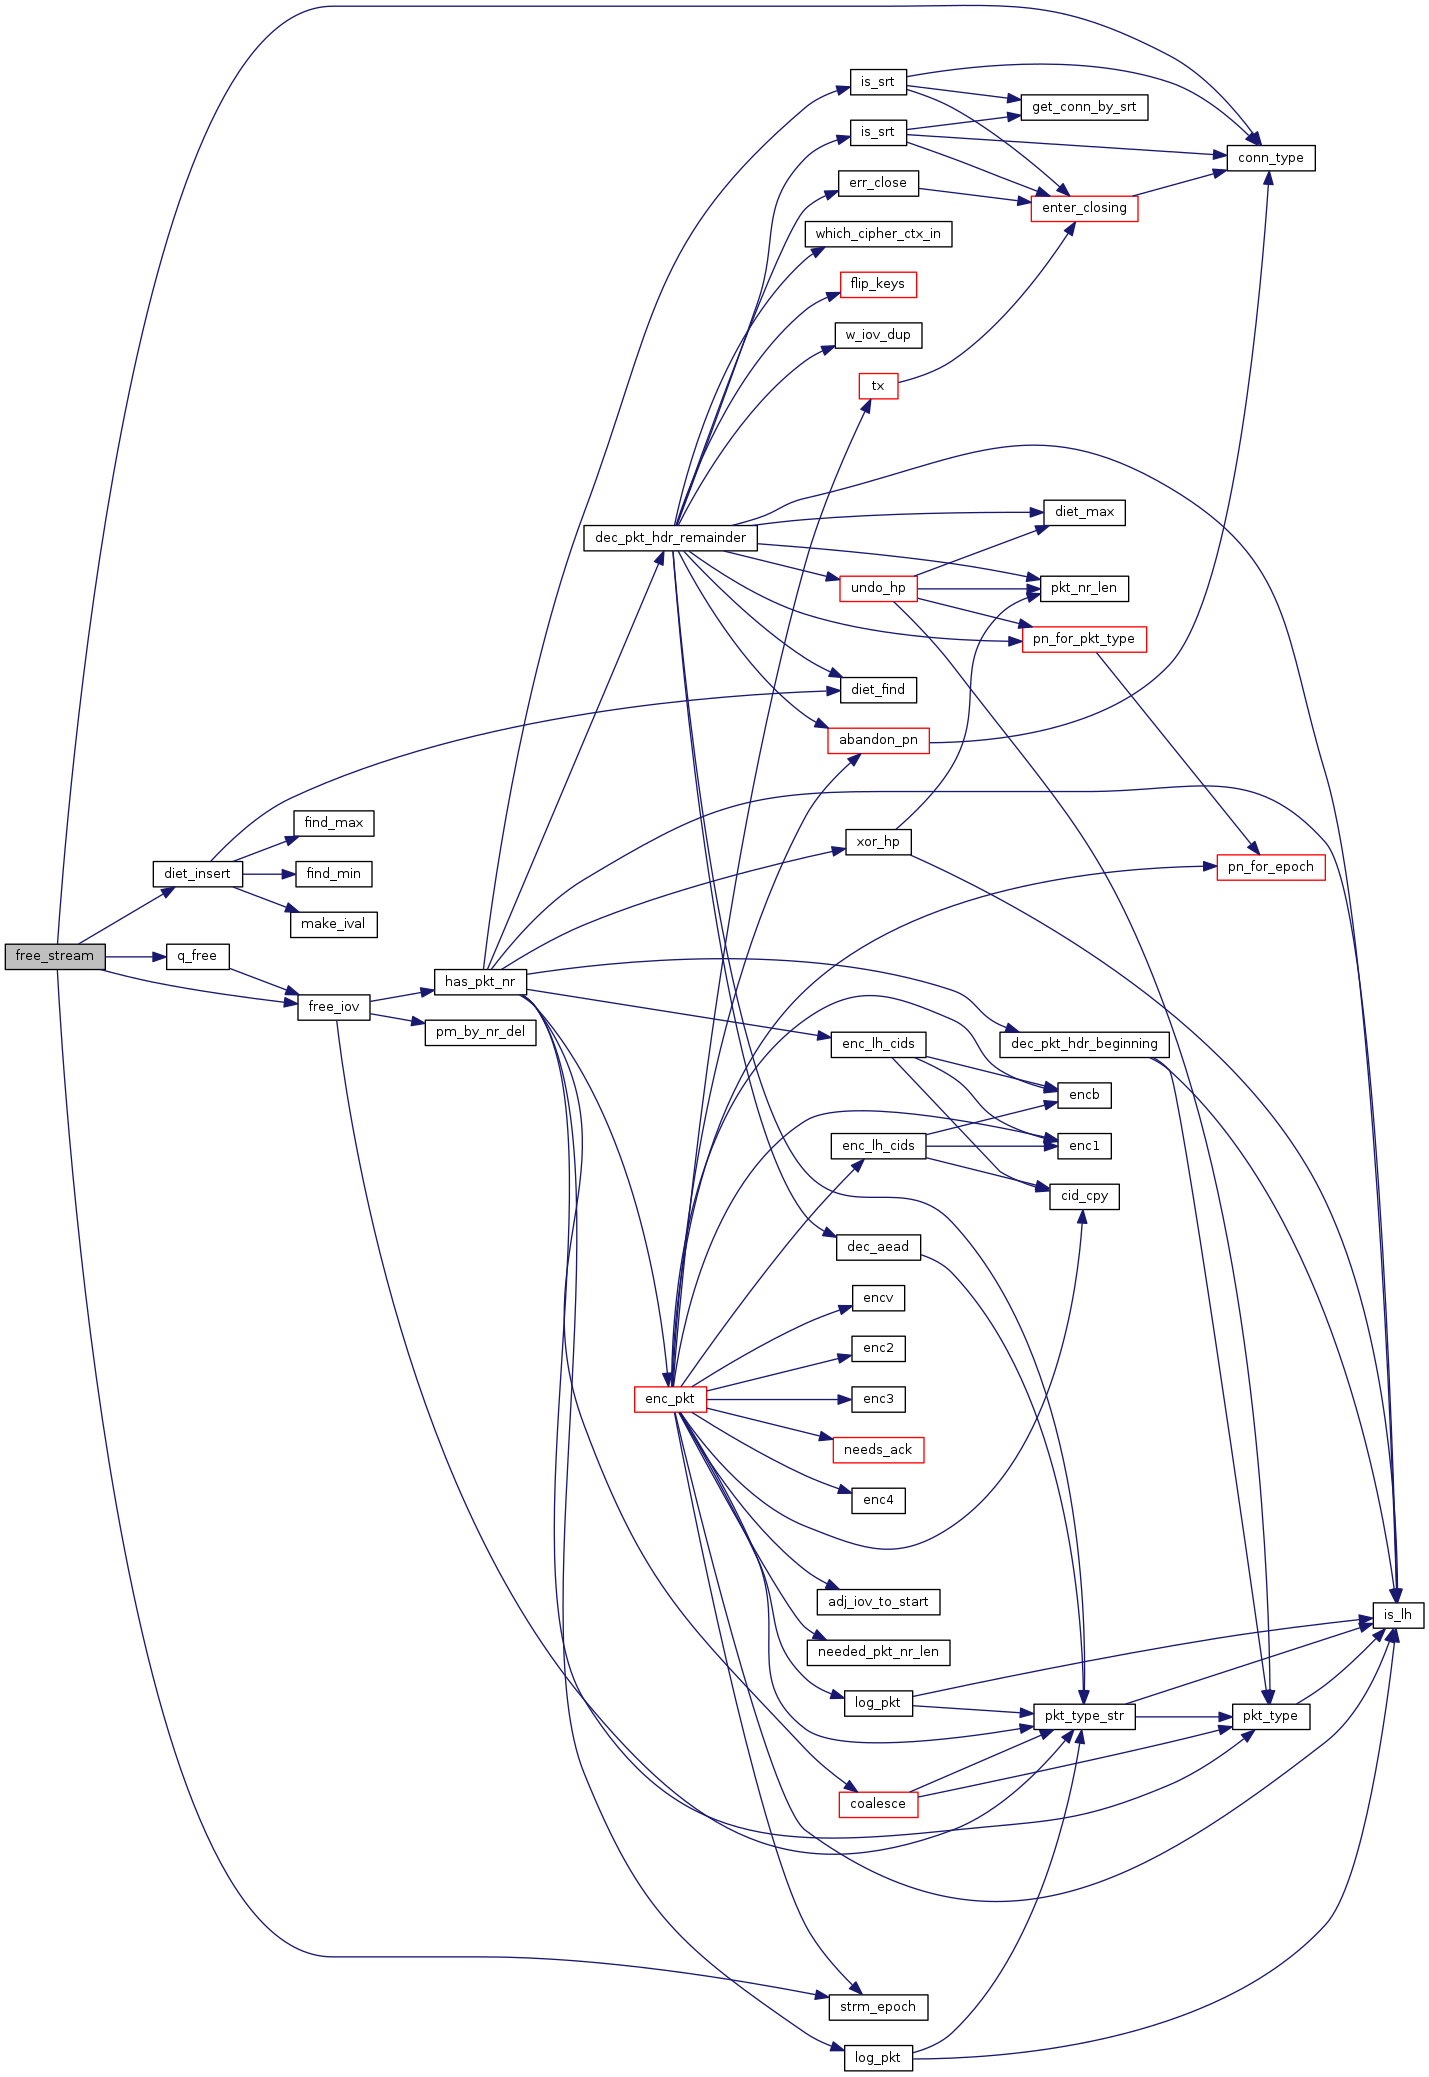 is_srt
get_conn_by_srt
is_srt
conn_type
err_close
enter_closing
which_cipher_ctx_in
flip_keys
w_iov_dup
tx
diet_max
dec_pkt_hdr_remainder
undo_hp
pkt_nr_len
pn_for_pkt_type
diet_find
abandon_pn
find_max
xor_hp
diet_insert
find_min
pn_for_epoch
make_ival
free_stream
q_free
has_pkt_nr
free_iov
pm_by_nr_del
enc_lh_cids
dec_pkt_hdr_beginning
encb
enc_lh_cids
enc1
cid_cpy
dec_aead
encv
enc2
enc_pkt
enc3
needs_ack
enc4
adj_iov_to_start
is_lh
needed_pkt_nr_len
log_pkt
pkt_type_str
pkt_type
coalesce
strm_epoch
log_pkt